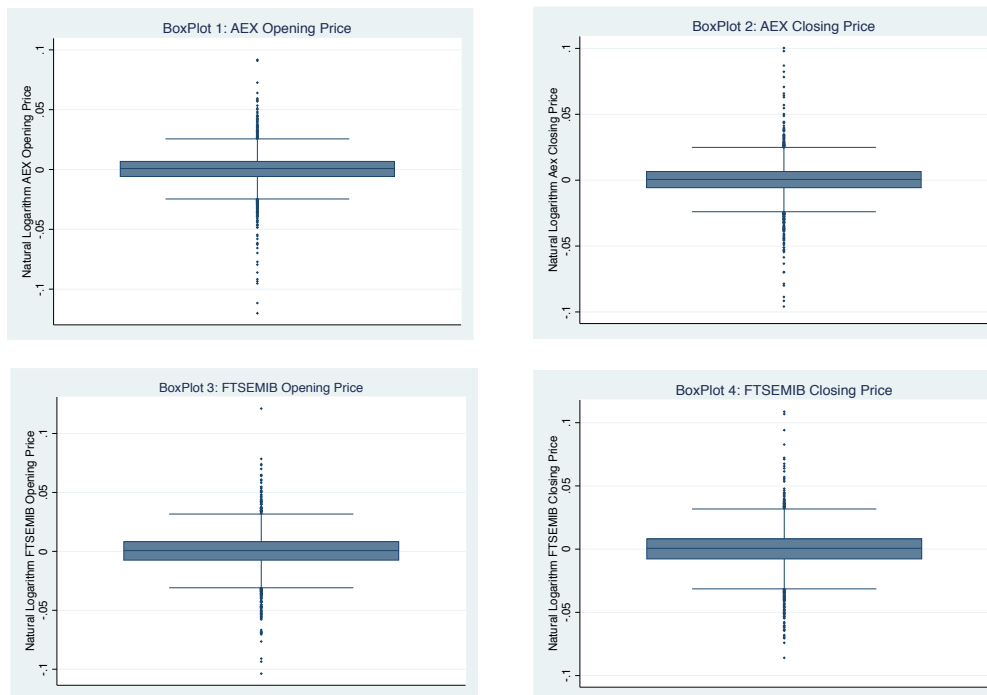 BoxPlot 1: AEX Opening Price
Natural Logarithm AEX Opening Price
.1
.05
0
-.05
-.1
BoxPlot 2: AEX Closing Price
Natural Logarithm Aex Closing Price
.1
.05
0
-.05
-.1
BoxPlot 3: FTSEMIB Opening Price
Natural Logarithm FTSEMIB Opening Price
.1
.05
0
-.05
-.1
BoxPlot 4: FTSEMIB Closing Price
Natural Logarithm FTSEMIB Closing Price
.1
.05
0
-.05
-.1